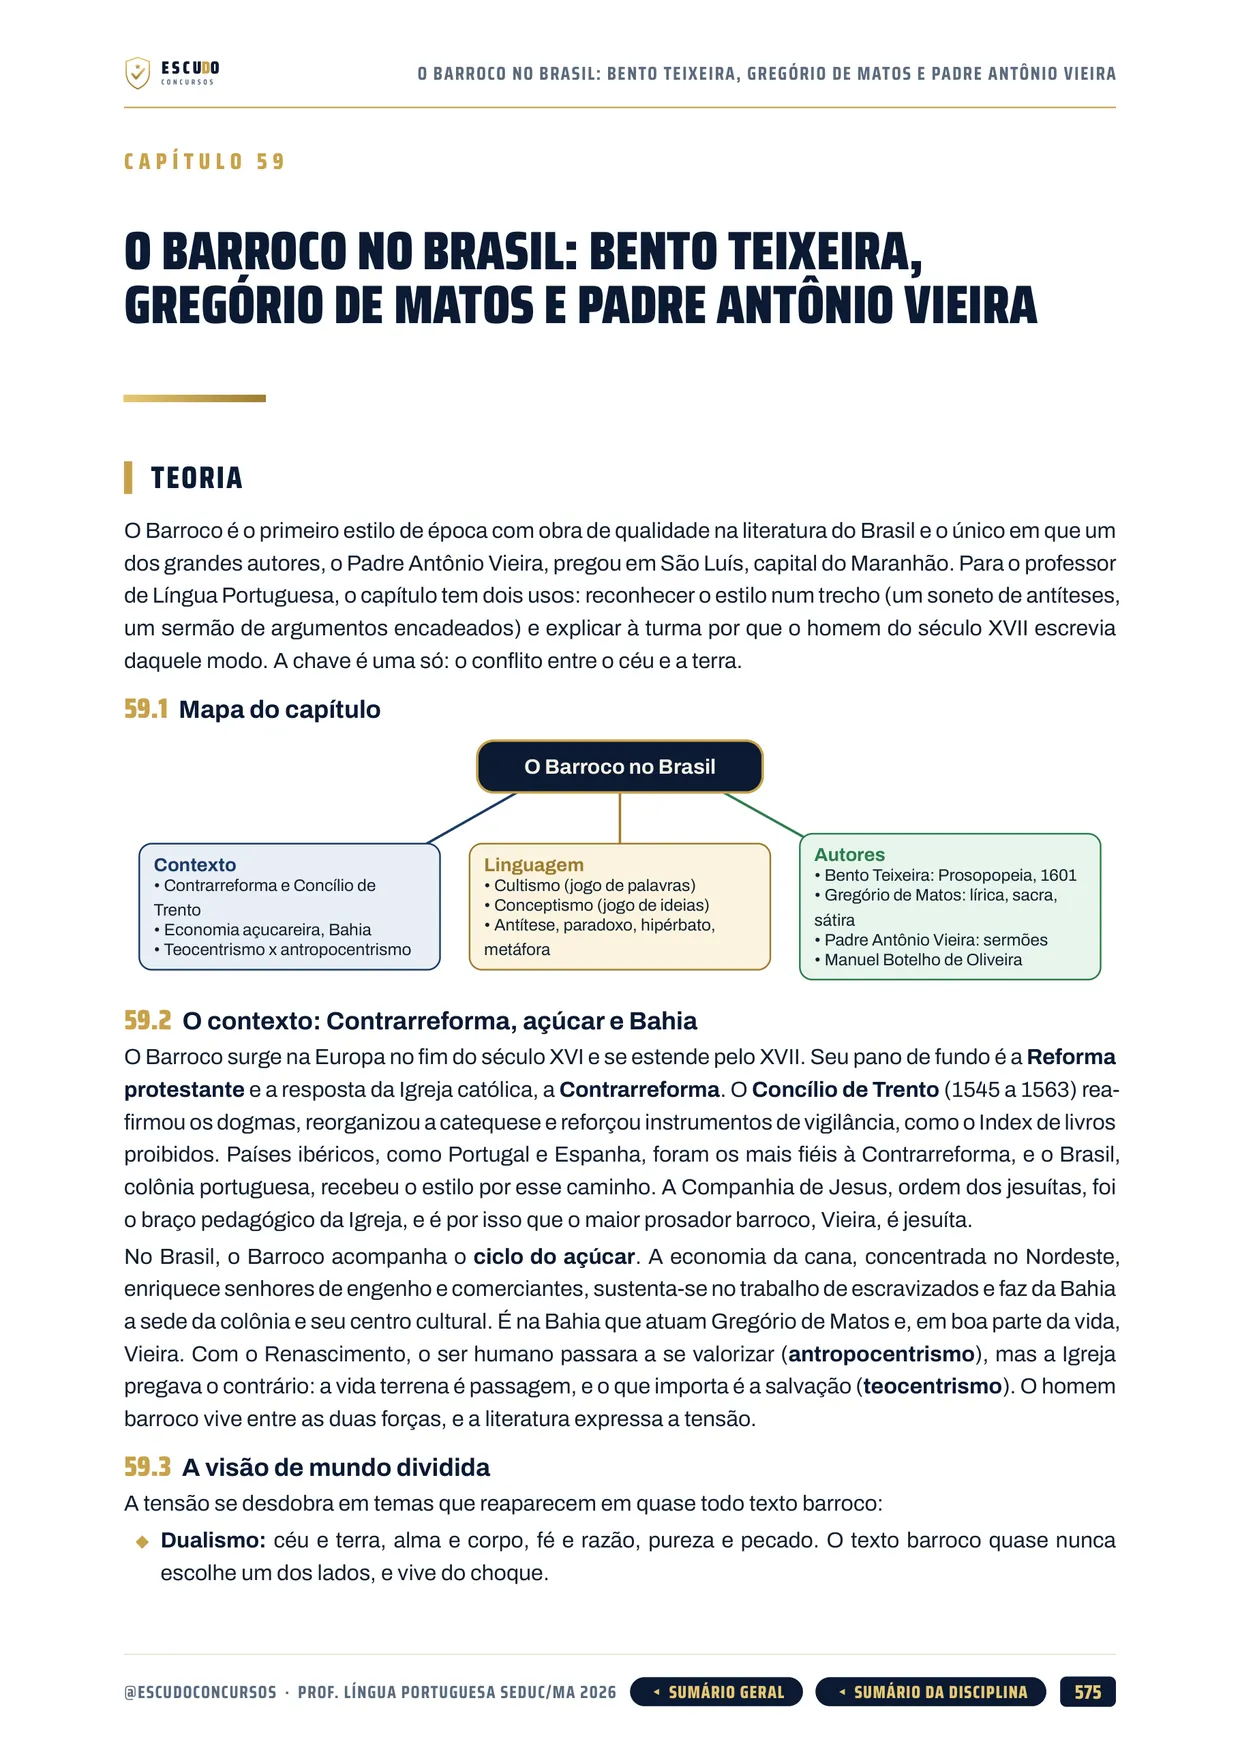 ESCUDO
CONCURSOS
O BARROCO NO BRASIL: BENTO TEIXEIRA, GREGÓRIO DE MATOS E PADRE ANTÔNIO VIEIRA
CAPÍTULO 59
O BARROCO NO BRASIL: BENTO TEIXEIRA,
GREGÓRIO DE MATOS E PADRE ANTÔNIO VIEIRA
TEORIA
O Barroco é o primeiro estilo de época com obra de qualidade na literatura do Brasil e o único em que um
dos grandes autores, o Padre Antônio Vieira, pregou em São Luís, capital do Maranhão. Para o professor
de Língua Portuguesa, o capítulo tem dois usos: reconhecer o estilo num trecho (um soneto de antíteses,
um sermão de argumentos encadeados) e explicar à turma por que o homem do século XVII escrevia
daquele modo. A chave é uma só: o conflito entre o céu e a terra.
59.1 Mapa do capítulo
O Barroco no Brasil
Contexto
• Contrarreforma e Concílio de
Trento
• Economia açucareira, Bahia
• Teocentrismo x antropocentrismo
Linguagem
• Cultismo (jogo de palavras)
• Conceptismo (jogo de ideias)
• Antítese, paradoxo, hipérbato,
metáfora
Autores
• Bento Teixeira: Prosopopeia, 1601
• Gregório de Matos: lírica, sacra,
sátira
• Padre Antônio Vieira: sermões
• Manuel Botelho de Oliveira
59.2 O contexto: Contrarreforma, açúcar e Bahia
O Barroco surge na Europa no fim do século XVI e se estende pelo XVII. Seu pano de fundo é a Reforma
protestante e a resposta da Igreja católica, a Contrarreforma. O Concílio de Trento (1545 a 1563) rea-
firmou os dogmas, reorganizou a catequese e reforçou instrumentos de vigilância, como o Index de livros
proibidos. Países ibéricos, como Portugal e Espanha, foram os mais fiéis à Contrarreforma, e o Brasil,
colônia portuguesa, recebeu o estilo por esse caminho. A Companhia de Jesus, ordem dos jesuítas, foi
o braço pedagógico da Igreja, e é por isso que o maior prosador barroco, Vieira, é jesuíta.
No Brasil, o Barroco acompanha o ciclo do açúcar. A economia da cana, concentrada no Nordeste,
enriquece senhores de engenho e comerciantes, sustenta-se no trabalho de escravizados e faz da Bahia
a sede da colônia e seu centro cultural. É na Bahia que atuam Gregório de Matos e, em boa parte da vida,
Vieira. Com o Renascimento, o ser humano passara a se valorizar (antropocentrismo), mas a Igreja
pregava o contrário: a vida terrena é passagem, e o que importa é a salvação (teocentrismo). O homem
barroco vive entre as duas forças, e a literatura expressa a tensão.
59.3 A visão de mundo dividida
A tensão se desdobra em temas que reaparecem em quase todo texto barroco:
◆ Dualismo: céu e terra, alma e corpo, fé e razão, pureza e pecado. O texto barroco quase nunca
escolhe um dos lados, e vive do choque.
@ESCUDOCONCURSOS · PROF. LÍNGUA PORTUGUESA SEDUC/MA 2026
SUMÁRIO GERAL
SUMÁRIO DA DISCIPLINA
575